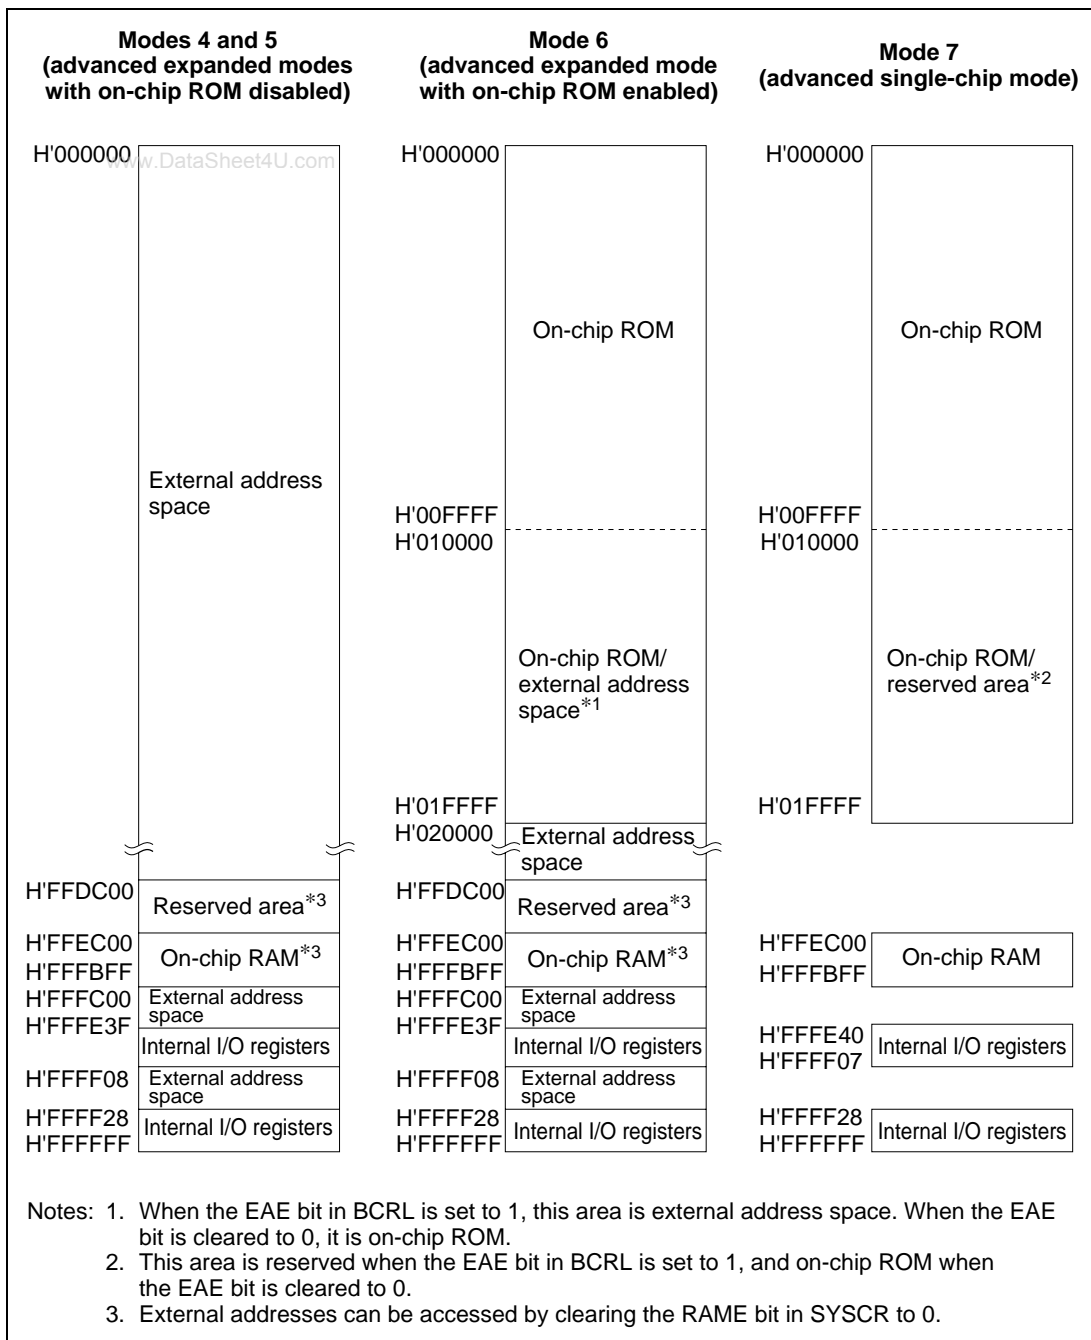 Modes 4 and 5
(advanced expanded modes
with on-chip ROM disabled)
Mode 6
(advanced expanded mode
with on-chip ROM enabled)
Mode 7
(advanced single-chip mode)
H'000000
www.DataSheet4U.com
External address
space
H'FFDC00
Reserved area*3
H'FFEC00
On-chip RAM*3
H'FFFBFF
H'FFFC00
External address
space
H'FFFE3F
Internal I/O registers
H'FFFF08
External address
space
H'FFFF28
Internal I/O registers
H'FFFFFF
H'000000
On-chip ROM
H'00FFFF
H'010000
On-chip ROM/
external address
space*1
H'01FFFF
H'020000
External address
space
H'FFDC00
Reserved area*3
H'FFEC00
On-chip RAM*3
H'FFFBFF
H'FFFC00
External address
space
H'FFFE3F
Internal I/O registers
H'FFFF08
External address
space
H'FFFF28
Internal I/O registers
H'FFFFFF
H'000000
On-chip ROM
H'00FFFF
H'010000
On-chip ROM/
reserved area*2
H'01FFFF
H'FFEC00
On-chip RAM
H'FFFBFF
H'FFFE40
Internal I/O registers
H'FFFF07
H'FFFF28
Internal I/O registers
H'FFFFFF
Notes: 1. When the EAE bit in BCRL is set to 1, this area is external address space. When the EAE
bit is cleared to 0, it is on-chip ROM.
2. This area is reserved when the EAE bit in BCRL is set to 1, and on-chip ROM when
the EAE bit is cleared to 0.
3. External addresses can be accessed by clearing the RAME bit in SYSCR to 0.